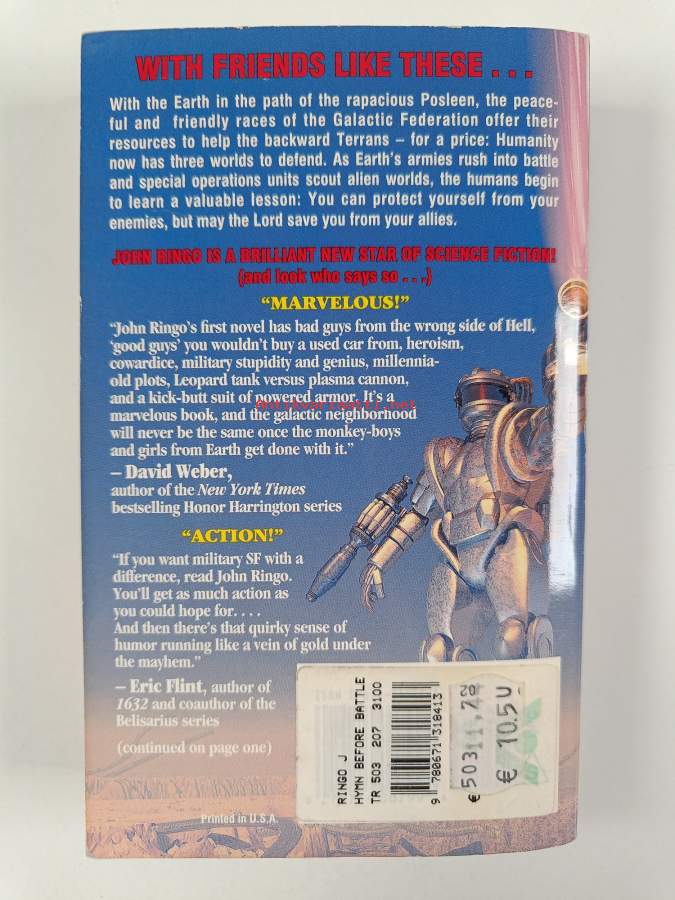 WITH FRIENDS LIKE THESE . . .
With the Earth in the path of the rapacious Posleen, the peace-
ful and friendly races of the Galactic Federation offer their
resources to help the backward Terrans – for a price: Humanity
now has three worlds to defend. As Earth's armies rush into battle
and special operations units scout alien worlds, the humans begin
to learn a valuable lesson: You can protect yourself from your
enemies, but may the Lord save you from your allies.
JOHN RINGO IS A BRILLIANT NEW STAR OF SCIENCE FICTION!
(and look who says so . . .)
“MARVELOUS!”
“John Ringo's first novel has bad guys from the wrong side of Hell,
‘good guys’ you wouldn't buy a used car from, heroism,
cowardice, military stupidity and genius, millennia-
old plots, Leopard tank versus plasma cannon,
and a kick-butt suit of powered armor. It's a
marvelous book, and the galactic neighborhood
will never be the same once the monkey-boys
and girls from Earth get done with it.”
– David Weber,
author of the New York Times
bestselling Honor Harrington series
“ACTION!”
“If you want military SF with a
difference, read John Ringo.
You'll get as much action as
you could hope for. . . .
And then there's that quirky sense of
humor running like a vein of gold under
the mayhem.”
– Eric Flint, author of
1632 and coauthor of the
Belisarius series
(continued on page one)
Printed in U.S.A.
RINGO J
HYMN BEFORE BATTLE
TR 503 207 3100
9 780671 318413
€ 10.50
antikvariaatti.net